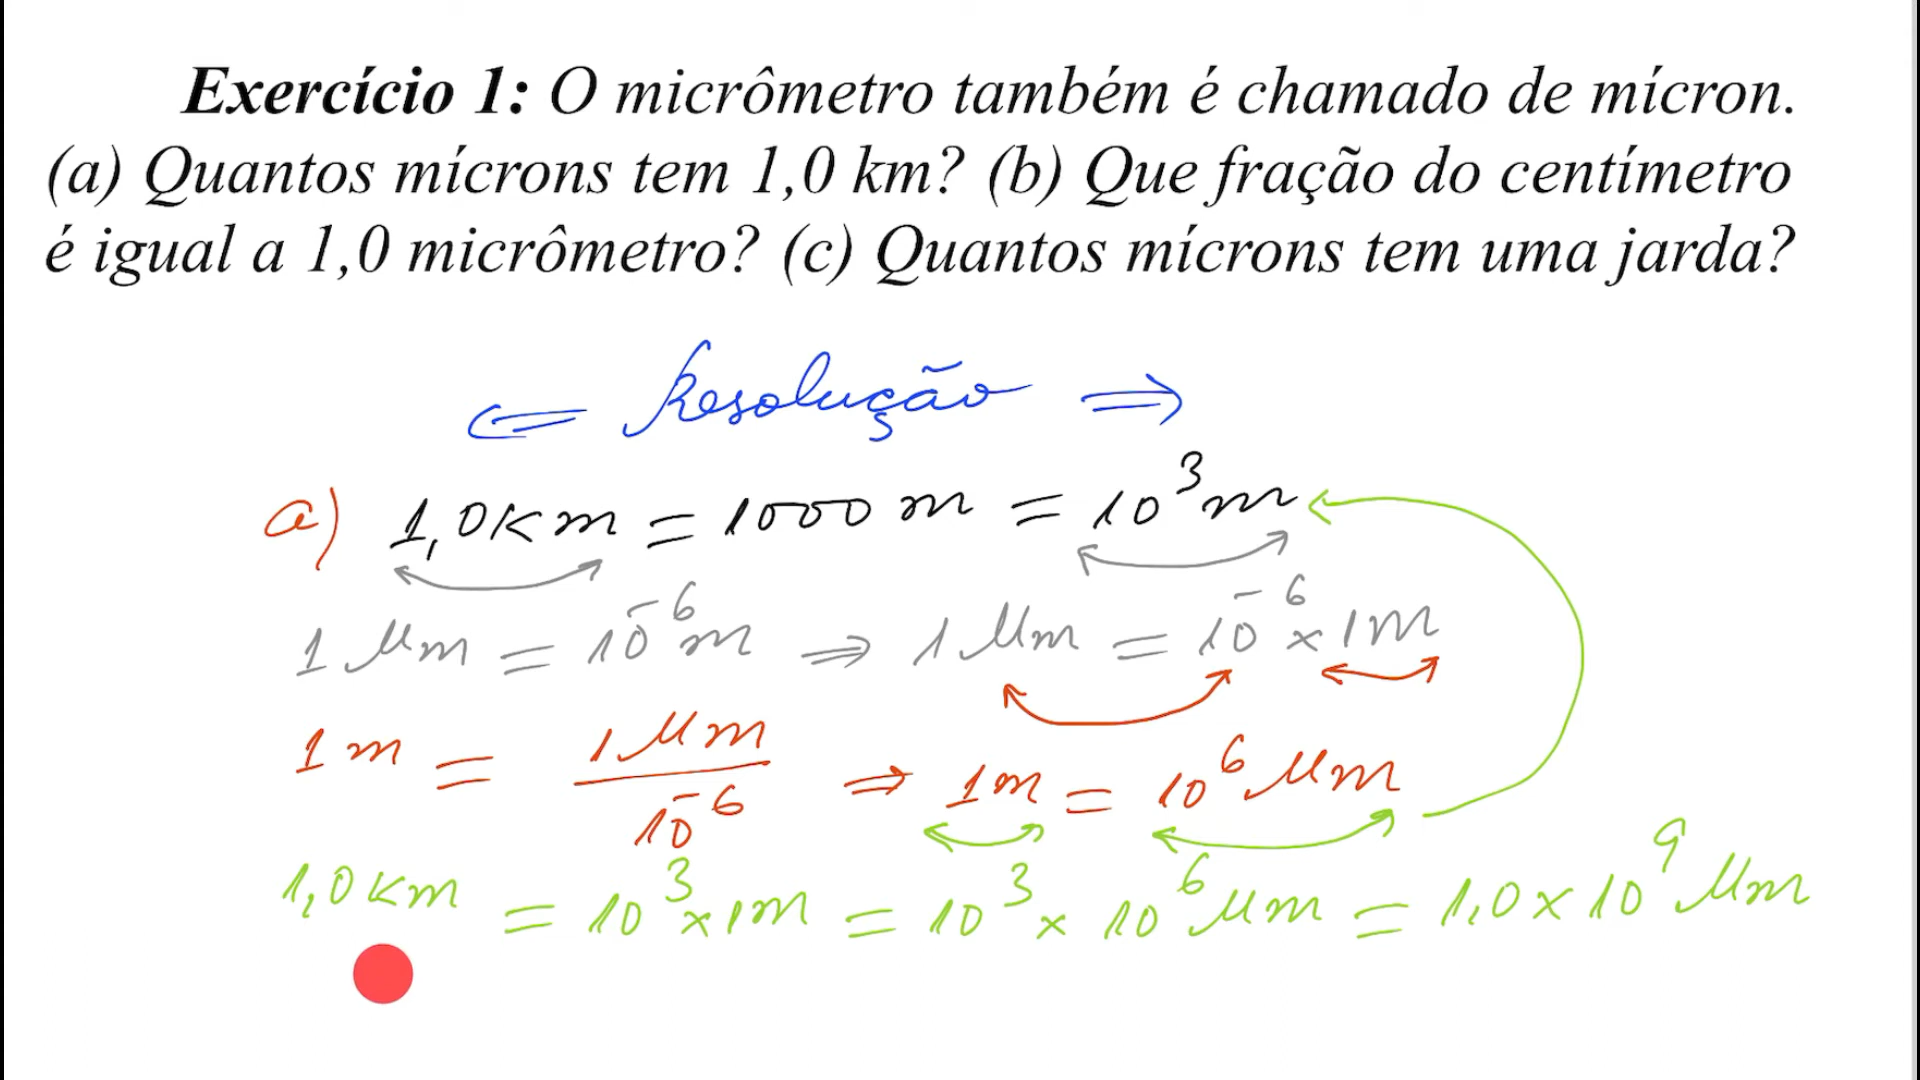 Exercício 1: O micrômetro também é chamado de mícron.
(a) Quantos mícrons tem 1,0 km? (b) Que fração do centímetro
é igual a 1,0 micrômetro? (c) Quantos mícrons tem uma jarda?
⇐ Resolução ⇒
a) 1,0 km = 1000 m = 10³ m
1 μm = 10⁻⁶ m ⇒ 1 μm = 10⁻⁶ × 1m
1 m = 1 μm / 10⁻⁶ ⇒ 1m = 10⁶ μm
1,0 km = 10³ × 1m = 10³ × 10⁶ μm = 1,0 × 10⁹ μm